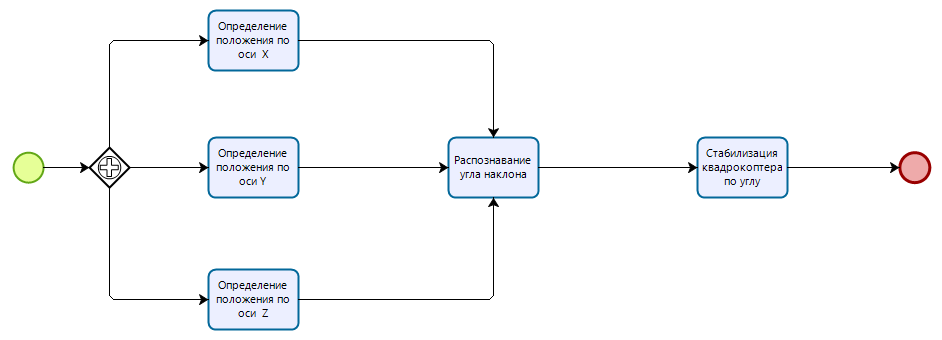 Определение
положения по
оси X
Определение
положения по
оси Y
Распознавание
угла наклона
Стабилизация
квадрокоптера
по углу
Определение
положения по
оси Z